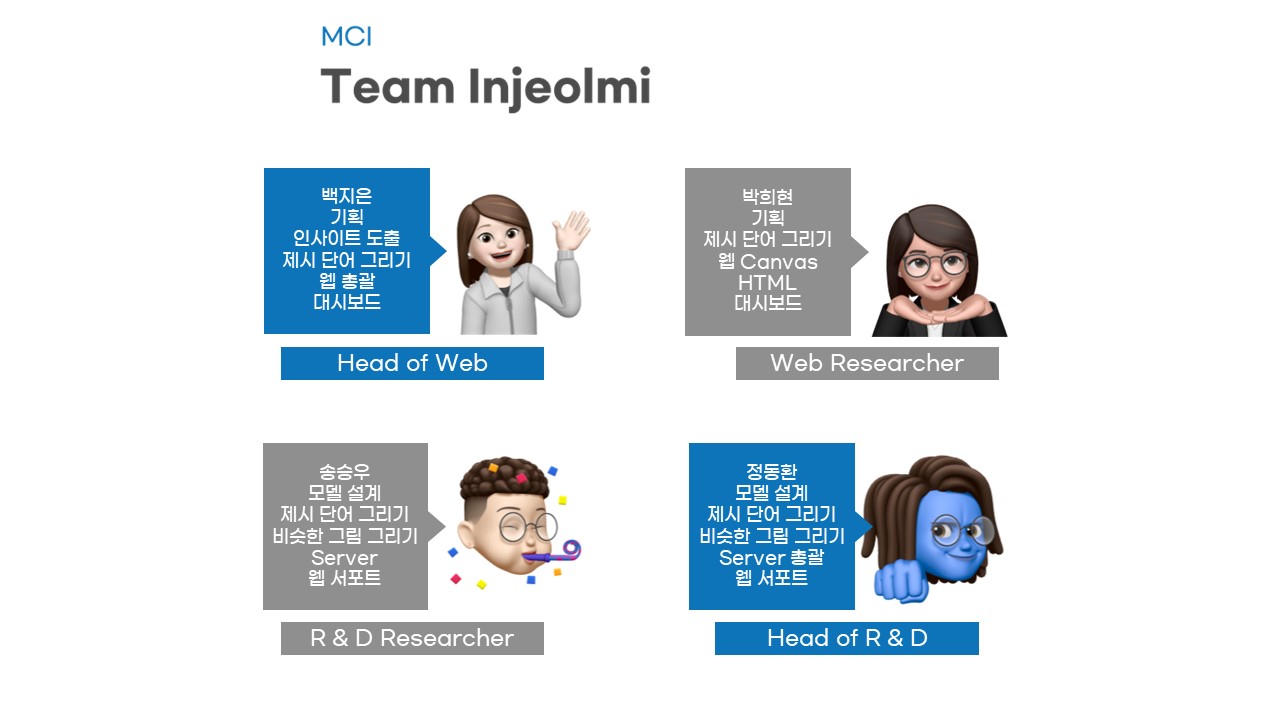 MCI
Team Injeolmi
백지은
기획
인사이트 도출
제시 단어 그리기
웹 총괄
대시보드
Head of Web
박희현
기획
제시 단어 그리기
웹 Canvas
HTML
대시보드
Web Researcher
송승우
모델 설계
제시 단어 그리기
비슷한 그림 그리기
Server
웹 서포트
R & D Researcher
정동환
모델 설계
제시 단어 그리기
비슷한 그림 그리기
Server 총괄
웹 서포트
Head of R & D